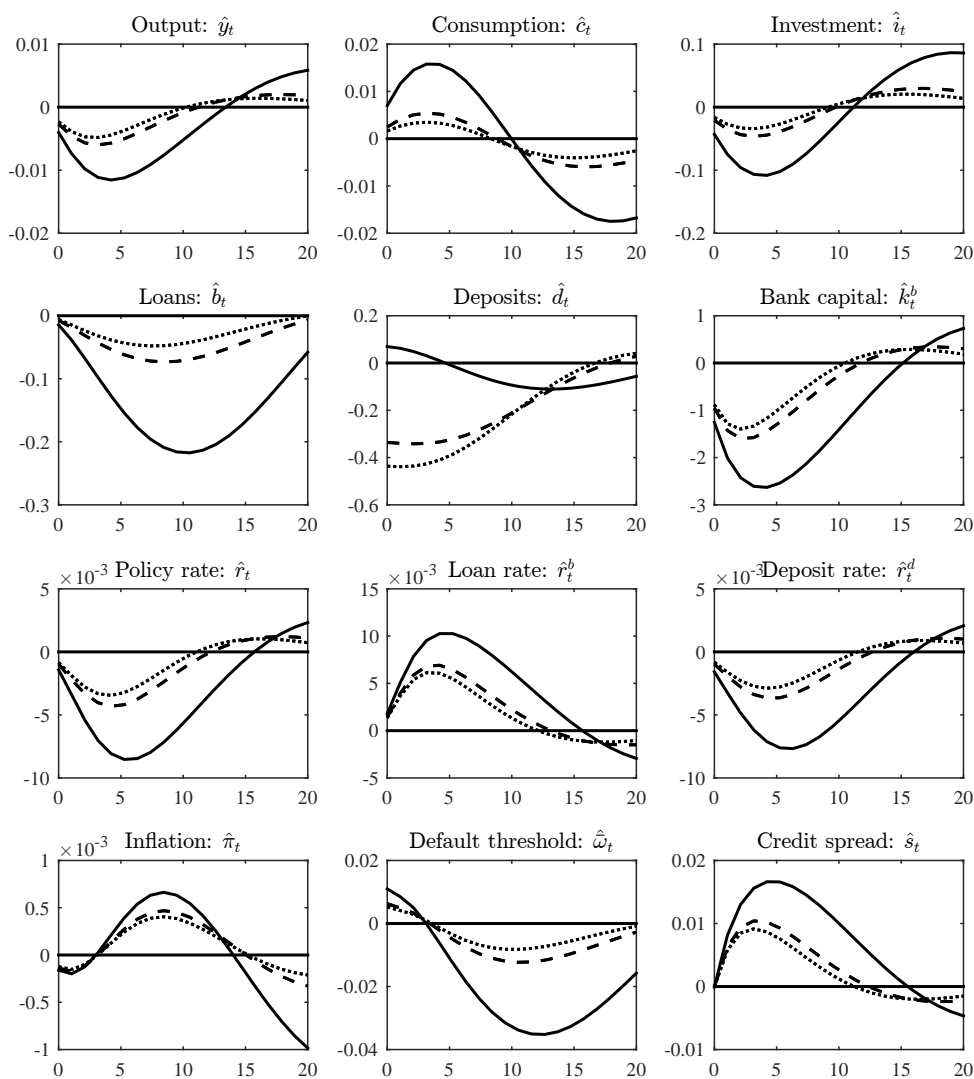 Output: ŷ_t
Consumption: ĉ_t
Investment: î_t
0.01
0
-0.01
-0.02
0 5 10 15 20
0.02
0.01
0
-0.01
0.02
0 5 10 15 20
0.1
0
0.1
-0.2
0 5 10 15 20
Loans: b̂_t
Deposits: d̂_t
Bank capital: k̂_t^b
0
-0.1
-0.2
-0.3
0 5 10 15 20
0.2
0
-0.2
-0.4
-0.6
0 5 10 15 20
1
0
-1
-2
-3
0 5 10 15 20
×10^-3 Policy rate: r̂_t
×10^-3 Loan rate: r̂_t^b
×10^-3 Deposit rate: r̂_t^d
5
0
-5
-10
0 5 10 15 20
15
10
5
0
-5
0 5 10 15 20
5
0
-5
-10
0 5 10 15 20
×10^-3 Inflation: π̂_t
Default threshold: ω̄̂_t
Credit spread: ŝ_t
1
0.5
0
-0.5
-1
0 5 10 15 20
0.02
0
-0.02
-0.04
0 5 10 15 20
0.02
0.01
0
-0.01
0 5 10 15 20